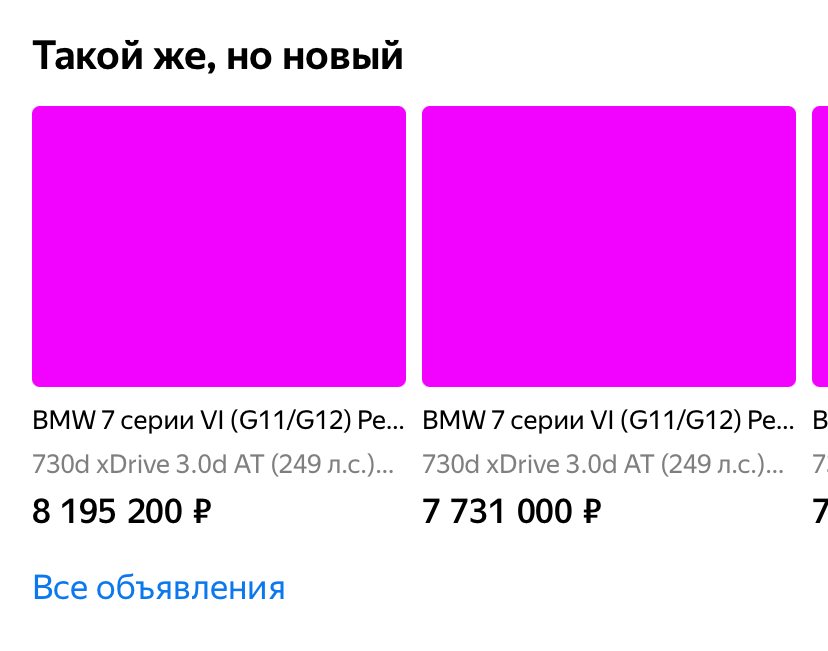 Такой же, но новый
BMW 7 серии VI (G11/G12) Ре...
BMW 7 серии VI (G11/G12) Ре...
730d xDrive 3.0d AT (249 л.с.)...
730d xDrive 3.0d AT (249 л.с.)...
8 195 200 ₽
7 731 000 ₽
Все объявления